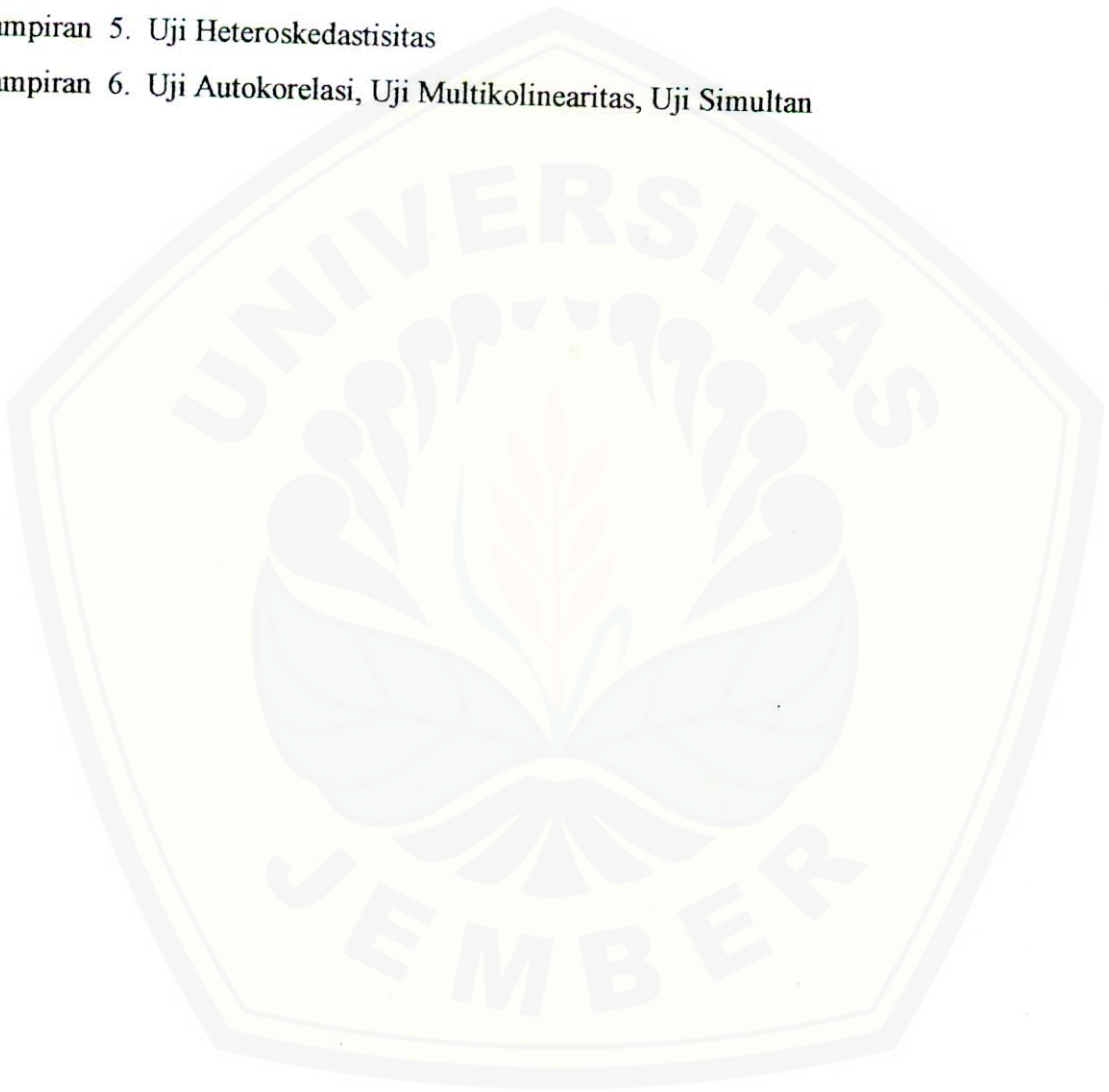 mpiran 5. Uji Heteroskedastisitas
mpiran 6. Uji Autokorelasi, Uji Multikolinearitas, Uji Simultan
UNIVERSITAS
JEMBER